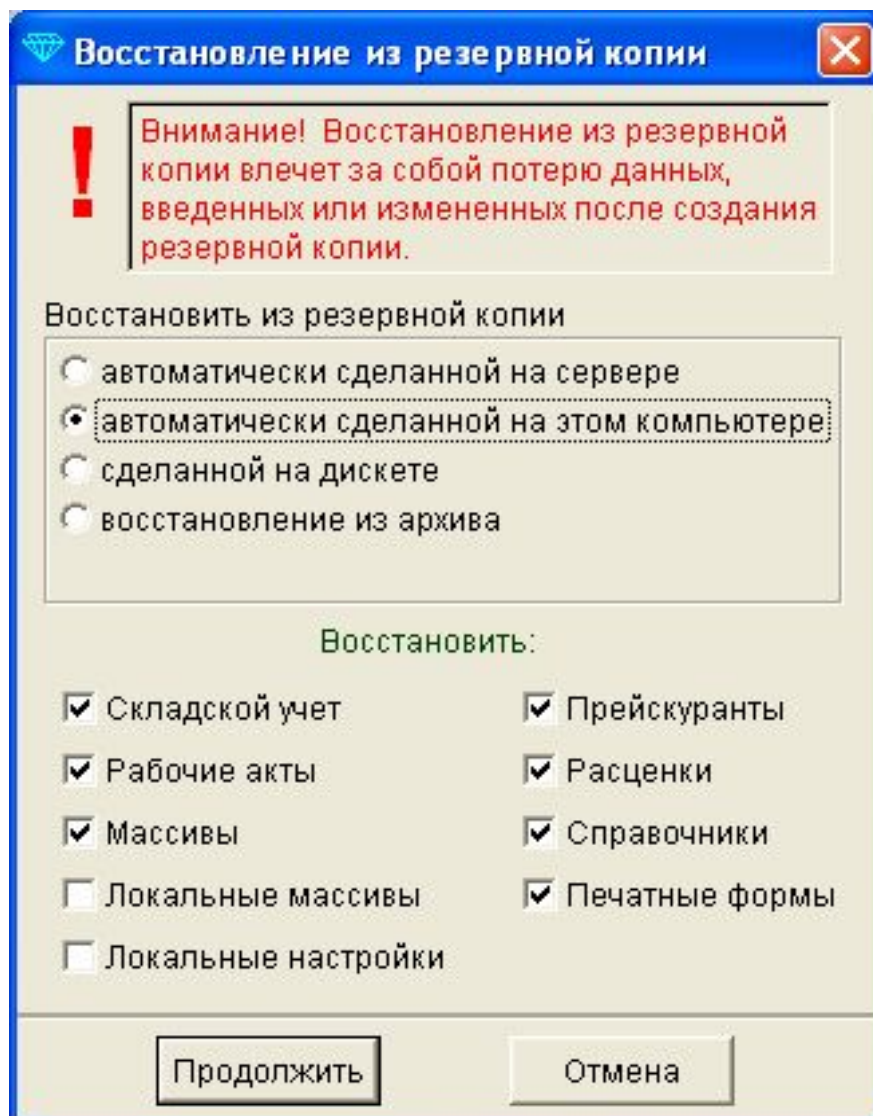 Восстановление из резервной копии
Внимание! Восстановление из резервной
копии влечет за собой потерю данных,
введенных или измененных после создания
резервной копии.
Восстановить из резервной копии
автоматически сделанной на сервере
автоматически сделанной на этом компьютере
сделанной на дискете
восстановление из архива
Восстановить:
Складской учет
Прейскуранты
Рабочие акты
Расценки
Массивы
Справочники
Локальные массивы
Печатные формы
Локальные настройки
Продолжить
Отмена